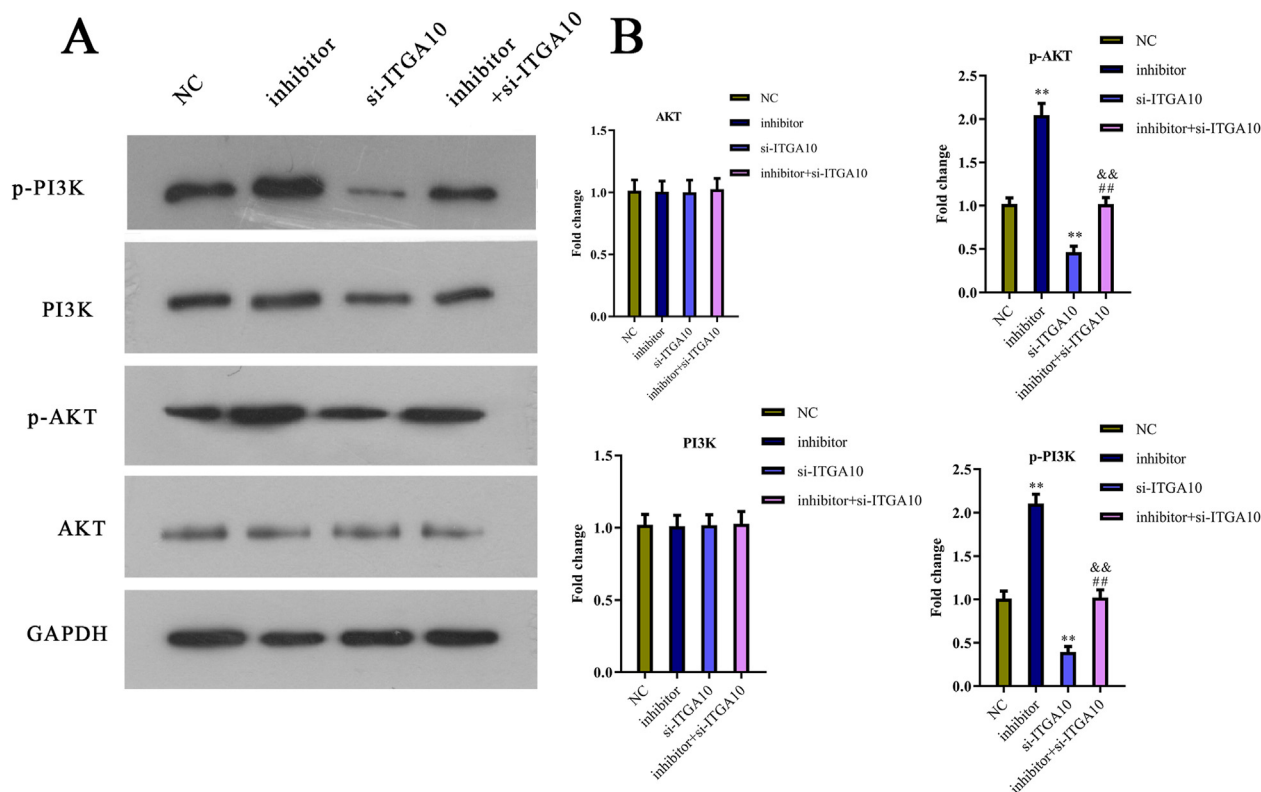 A
NC
inhibitor
si-ITGA10
inhibitor
+si-ITGA10
p-PI3K
PI3K
p-AKT
AKT
GAPDH
B
AKT
NC
inhibitor
si-ITGA10
inhibitor+si-ITGA10
Fold change
1.5
1.0
0.5
0.0
NC
inhibitor
si-ITGA10
inhibitor+si-ITGA10
p-AKT
NC
inhibitor
si-ITGA10
inhibitor+si-ITGA10
Fold change
2.5
2.0
1.5
1.0
0.5
0.0
**
**
&&
##
NC
inhibitor
si-ITGA10
inhibitor+si-ITGA10
PI3K
NC
inhibitor
si-ITGA10
inhibitor+si-ITGA10
Fold change
1.5
1.0
0.5
0.0
NC
inhibitor
si-ITGA10
inhibitor+si-ITGA10
p-PI3K
NC
inhibitor
si-ITGA10
inhibitor+si-ITGA10
Fold change
2.5
2.0
1.5
1.0
0.5
0.0
**
**
&&
##
NC
inhibitor
si-ITGA10
inhibitor+si-ITGA10